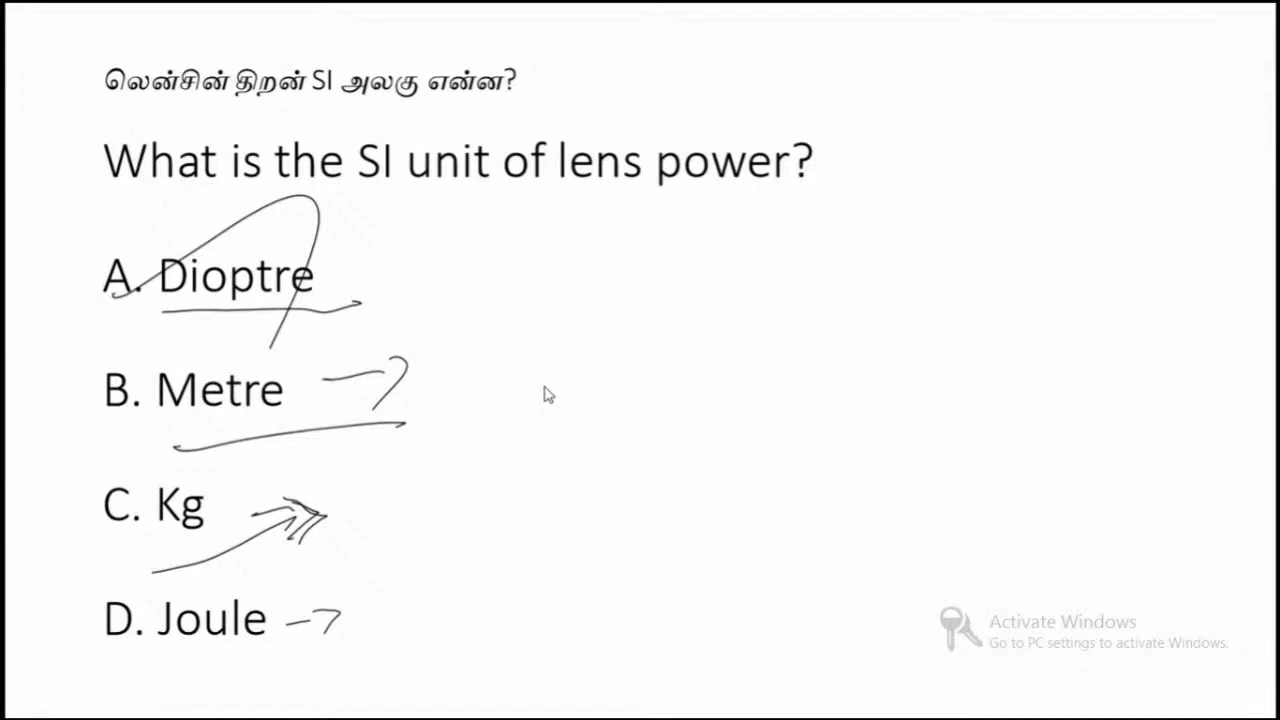 லென்சின் திறன் SI அலகு என்ன?
What is the SI unit of lens power?
A. Dioptre
B. Metre
C. Kg
D. Joule
Activate Windows
Go to PC settings to activate Windows.